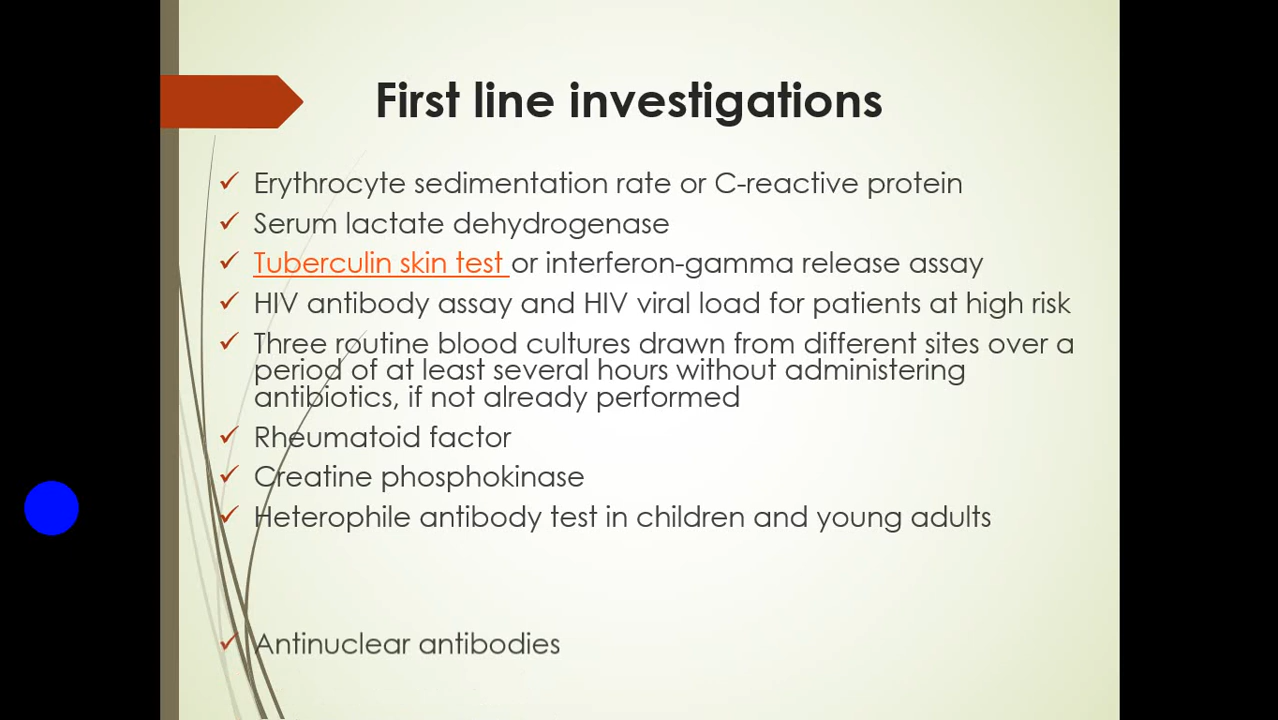 First line investigations
Erythrocyte sedimentation rate or C-reactive protein
Serum lactate dehydrogenase
Tuberculin skin test or interferon-gamma release assay
HIV antibody assay and HIV viral load for patients at high risk
Three routine blood cultures drawn from different sites over a
period of at least several hours without administering
antibiotics, if not already performed
Rheumatoid factor
Creatine phosphokinase
Heterophile antibody test in children and young adults
Antinuclear antibodies